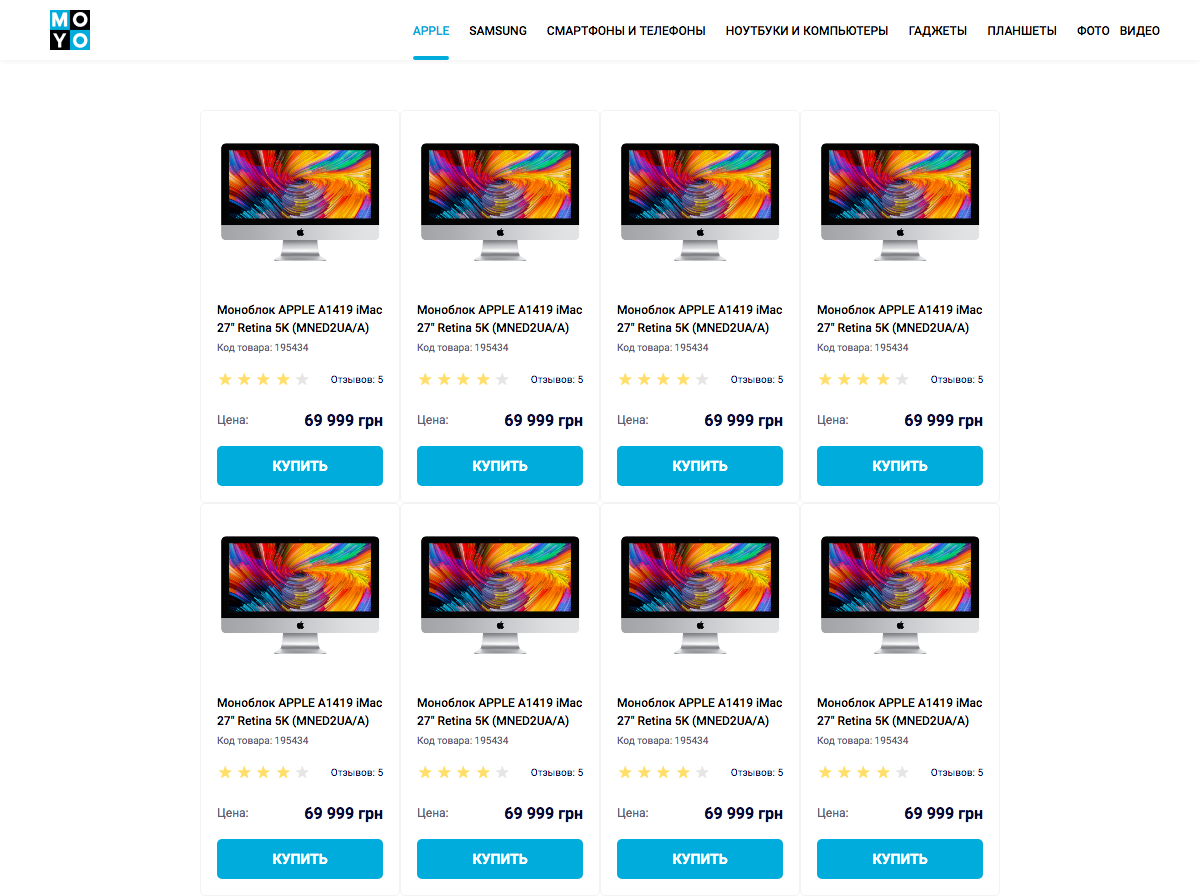 MO
YO
APPLE SAMSUNG СМАРТФОНЫ И ТЕЛЕФОНЫ НОУТБУКИ И КОМПЬЮТЕРЫ ГАДЖЕТЫ ПЛАНШЕТЫ ФОТО ВИДЕО
Моноблок APPLE A1419 iMac
27" Retina 5K (MNED2UA/A)
Код товара: 195434
Отзывов: 5
Цена: 69 999 грн
КУПИТЬ
Моноблок APPLE A1419 iMac
27" Retina 5K (MNED2UA/A)
Код товара: 195434
Отзывов: 5
Цена: 69 999 грн
КУПИТЬ
Моноблок APPLE A1419 iMac
27" Retina 5K (MNED2UA/A)
Код товара: 195434
Отзывов: 5
Цена: 69 999 грн
КУПИТЬ
Моноблок APPLE A1419 iMac
27" Retina 5K (MNED2UA/A)
Код товара: 195434
Отзывов: 5
Цена: 69 999 грн
КУПИТЬ
Моноблок APPLE A1419 iMac
27" Retina 5K (MNED2UA/A)
Код товара: 195434
Отзывов: 5
Цена: 69 999 грн
КУПИТЬ
Моноблок APPLE A1419 iMac
27" Retina 5K (MNED2UA/A)
Код товара: 195434
Отзывов: 5
Цена: 69 999 грн
КУПИТЬ
Моноблок APPLE A1419 iMac
27" Retina 5K (MNED2UA/A)
Код товара: 195434
Отзывов: 5
Цена: 69 999 грн
КУПИТЬ
Моноблок APPLE A1419 iMac
27" Retina 5K (MNED2UA/A)
Код товара: 195434
Отзывов: 5
Цена: 69 999 грн
КУПИТЬ